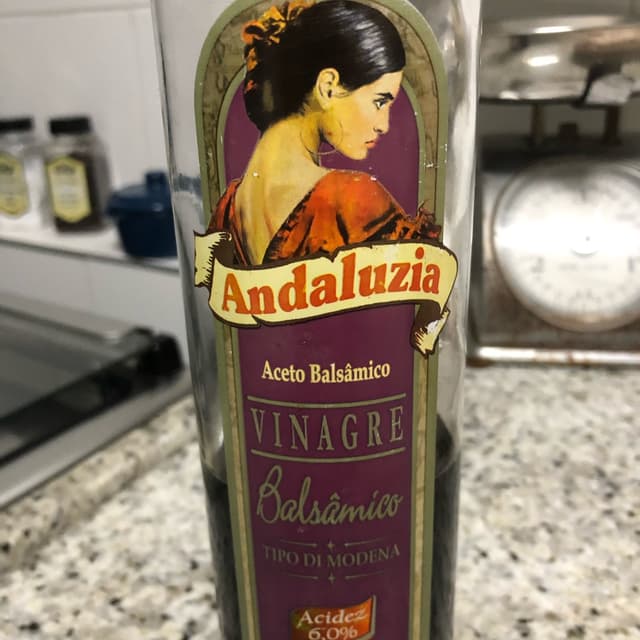 Andaluzia
Aceto Balsâmico
VINAGRE
Balsâmico
TIPO DI MODENA
Acidez
6,0%